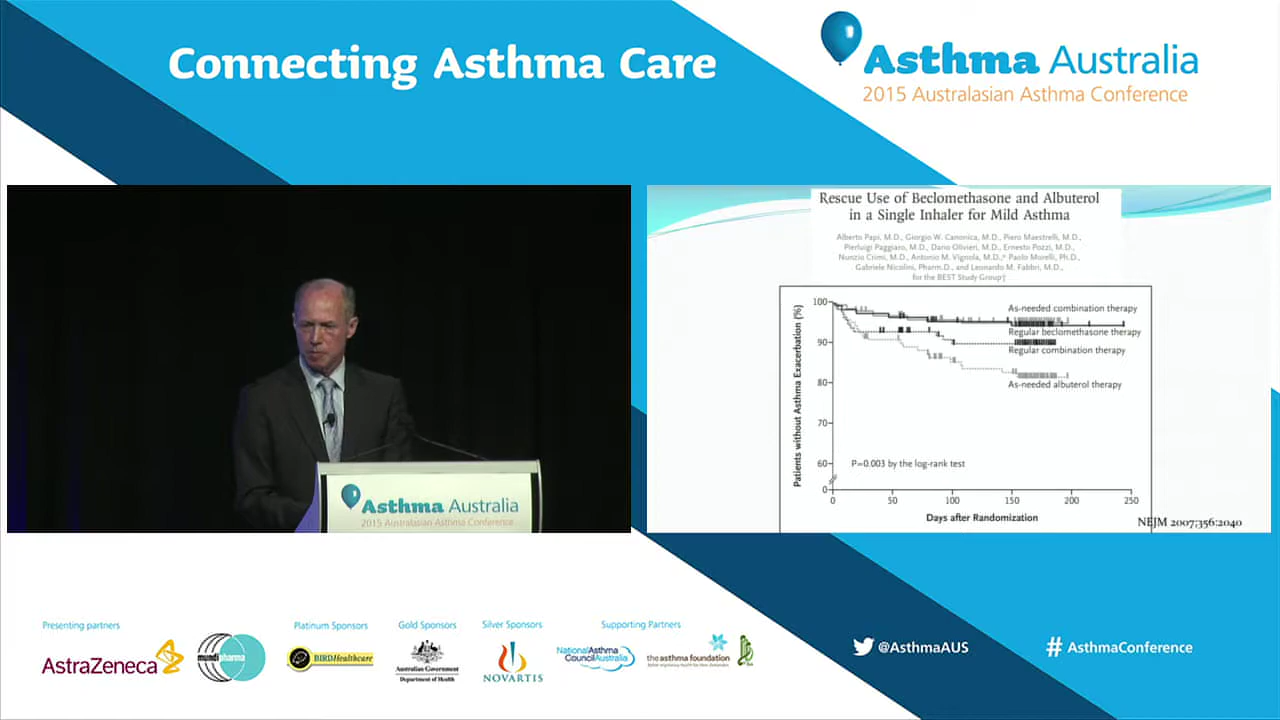 Connecting Asthma Care
Asthma Australia
2015 Australasian Asthma Conference
Rescue Use of Beclomethasone and Albuterol
in a Single Inhaler for Mild Asthma
Alberto Papi, M.D., Giorgio W. Canonica, M.D., Piero Maestrelli, M.D.,
Pierluigi Paggiaro, M.D., Dario Olivieri, M.D., Ernesto Pozzi, M.D.,
Nunzio Crimi, M.D., Antonio M. Vignola, M.D.,* Paolo Morelli, Ph.D.,
Gabriele Nicolini, Pharm.D., and Leonardo M. Fabbri, M.D.,
for the BEST Study Group†
Patients without Asthma Exacerbation (%)
100
90
80
70
60
0
As-needed combination therapy
Regular beclomethasone therapy
Regular combination therapy
As-needed albuterol therapy
P=0.003 by the log-rank test
0 50 100 150 200 250
Days after Randomization
NEJM 2007;356:2040
Asthma Australia
2015 Australasian Asthma Conference
Presenting partners
Platinum Sponsors
Gold Sponsors
Silver Sponsors
Supporting Partners
AstraZeneca
mundipharma
BIRDHealthcare
Australian Government
Department of Health
NOVARTIS
NationalAsthma
CouncilAustralia
the asthma foundation
@AsthmaAUS
# AsthmaConference